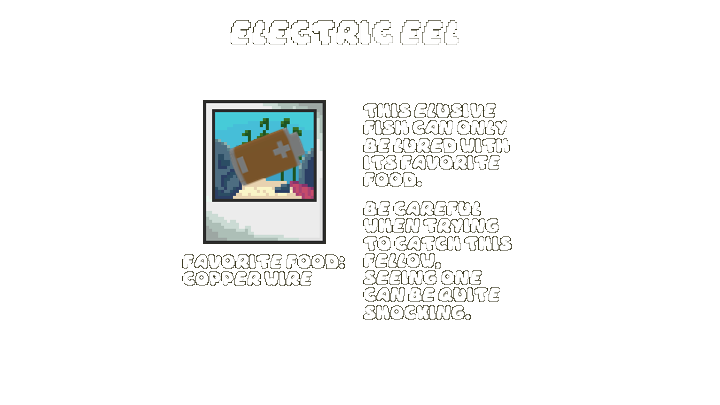 ELECTRIC EEL
THIS ELUSIVE
FISH CAN ONLY
BE LURED WITH
ITS FAVORITE
FOOD.
BE CAREFUL
WHEN TRYING
TO CATCH THIS
FELLOW.
SEEING ONE
CAN BE QUITE
SHOCKING.
FAVORITE FOOD:
COPPER WIRE